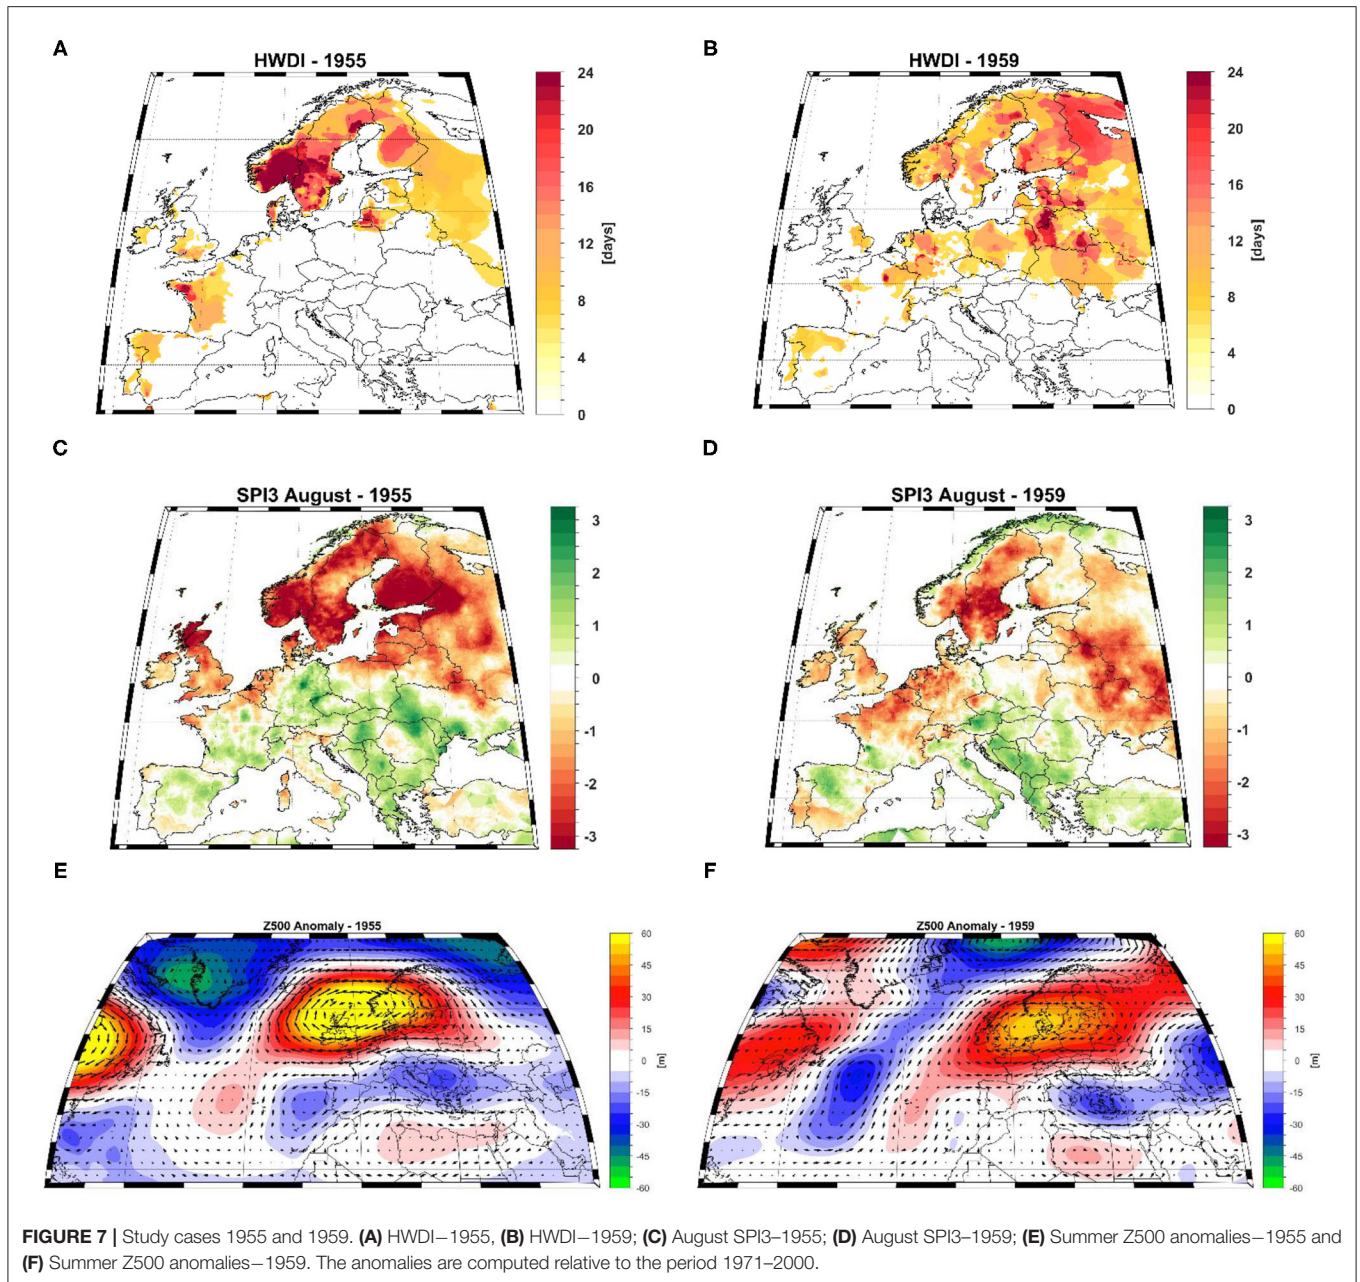 A
B
HWDI - 1955
HWDI - 1959
24
20
16
12
8
4
0
[days]
24
20
16
12
8
4
0
[days]
C
D
SPI3 August - 1955
SPI3 August - 1959
3
2
1
0
-1
-2
-3
3
2
1
0
-1
-2
-3
E
F
Z500 Anomaly - 1955
Z500 Anomaly - 1959
60
45
30
15
0
-15
-30
-45
-60
[m]
60
45
30
15
0
-15
-30
-45
-60
[m]
FIGURE 7 | Study cases 1955 and 1959. (A) HWDI−1955, (B) HWDI−1959; (C) August SPI3–1955; (D) August SPI3–1959; (E) Summer Z500 anomalies−1955 and
(F) Summer Z500 anomalies−1959. The anomalies are computed relative to the period 1971–2000.